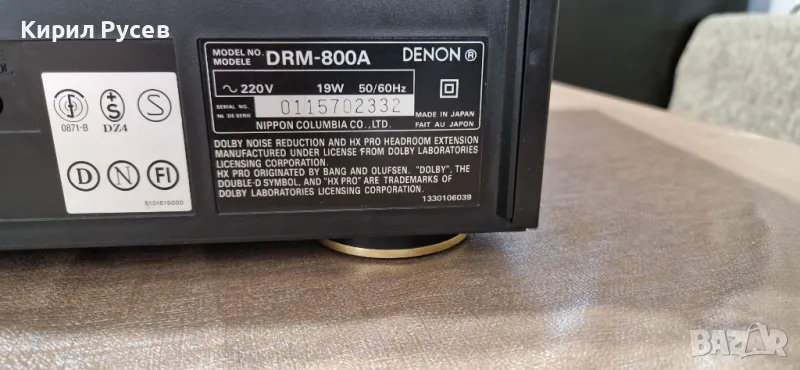 Кирил Русев
MODEL NO. DRM-800A DENON®
MODELE
~ 220V 19W 50/60Hz
SERIAL NO. 0115702332 MADE IN JAPAN
No. DE SERIE FAIT AU JAPON
NIPPON COLUMBIA CO., LTD.
DOLBY NOISE REDUCTION AND HX PRO HEADROOM EXTENSION
MANUFACTURED UNDER LICENSE FROM DOLBY LABORATORIES
LICENSING CORPORATION.
HX PRO ORIGINATED BY BANG AND OLUFSEN. "DOLBY", THE
DOUBLE-D SYMBOL, AND "HX PRO" ARE TRADEMARKS OF
DOLBY LABORATORIES LICENSING CORPORATION.
1330106039
S +S S
0871-B DZ4
D N FI
BAZAR